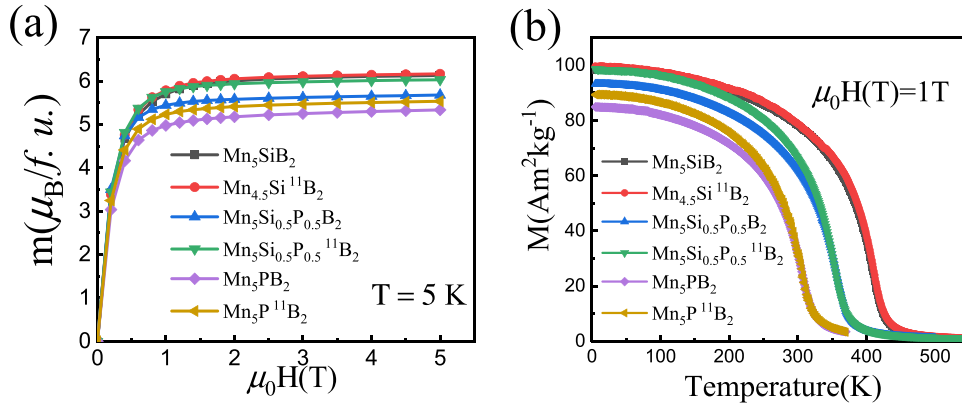 (a)
m(μ_B/f. u.)
7
6
5
4
3
2
1
0
Mn₅SiB₂
Mn₄.₅Si ¹¹B₂
Mn₅Si₀.₅P₀.₅B₂
Mn₅Si₀.₅P₀.₅ ¹¹B₂
Mn₅PB₂
Mn₅P ¹¹B₂
T = 5 K
0 1 2 3 4 5
μ₀H(T)
(b)
M(Am²kg⁻¹)
100
80
60
40
20
0
μ₀H(T)=1T
Mn₅SiB₂
Mn₄.₅Si ¹¹B₂
Mn₅Si₀.₅P₀.₅B₂
Mn₅Si₀.₅P₀.₅ ¹¹B₂
Mn₅PB₂
Mn₅P ¹¹B₂
0 100 200 300 400 500
Temperature(K)